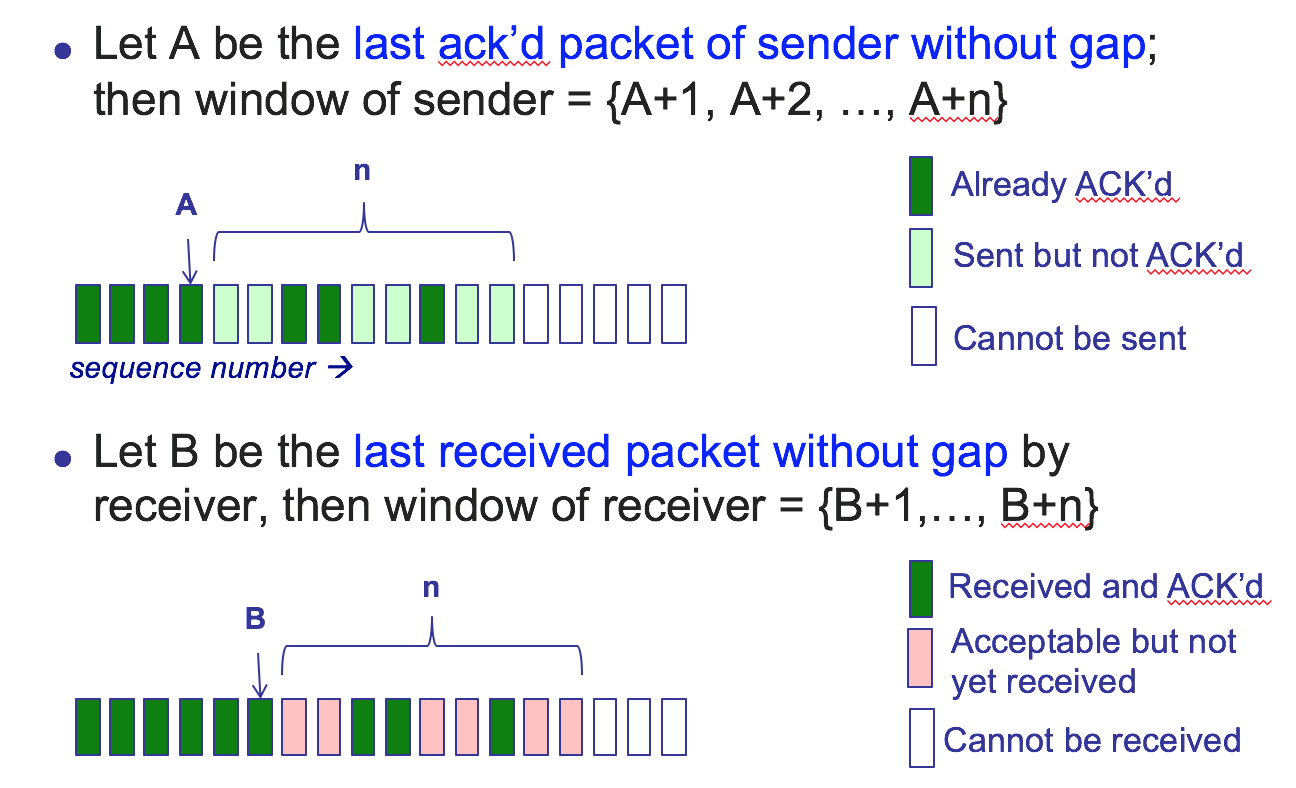 • Let A be the last ack’d packet of sender without gap;
then window of sender = {A+1, A+2, …, A+n}
n
A
Already ACK’d
Sent but not ACK’d
Cannot be sent
sequence number →
• Let B be the last received packet without gap by
receiver, then window of receiver = {B+1,…, B+n}
n
B
Received and ACK’d
Acceptable but not
yet received
Cannot be received